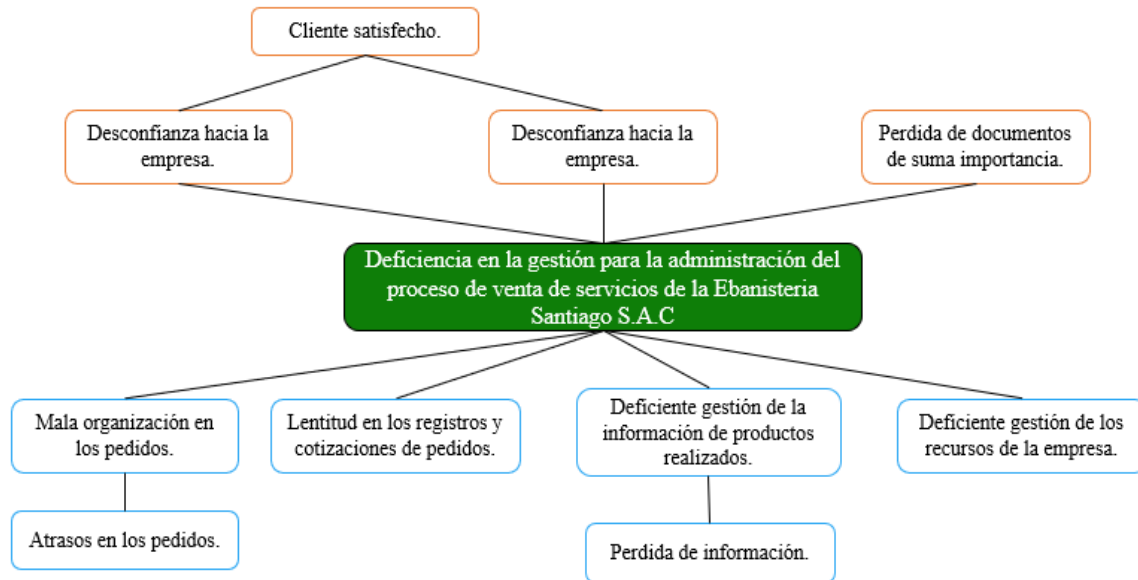 Cliente satisfecho.
Desconfianza hacia la
empresa.
Desconfianza hacia la
empresa.
Perdida de documentos
de suma importancia.
Deficiencia en la gestión para la administración del
proceso de venta de servicios de la Ebanisteria
Santiago S.A.C
Mala organización en
los pedidos.
Lentitud en los registros y
cotizaciones de pedidos.
Deficiente gestión de la
información de productos
realizados.
Deficiente gestión de los
recursos de la empresa.
Atrasos en los pedidos.
Perdida de información.